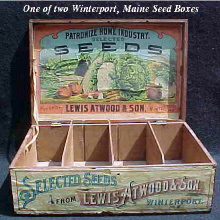 One of two Winterport, Maine Seed Boxes
PATRONIZE HOME INDUSTRY.
SELECTED
SEEDS
LEWIS ATWOOD & SON,
SELECTED SEEDS
FROM LEWIS ATWOOD & SON
WINTERPORT.